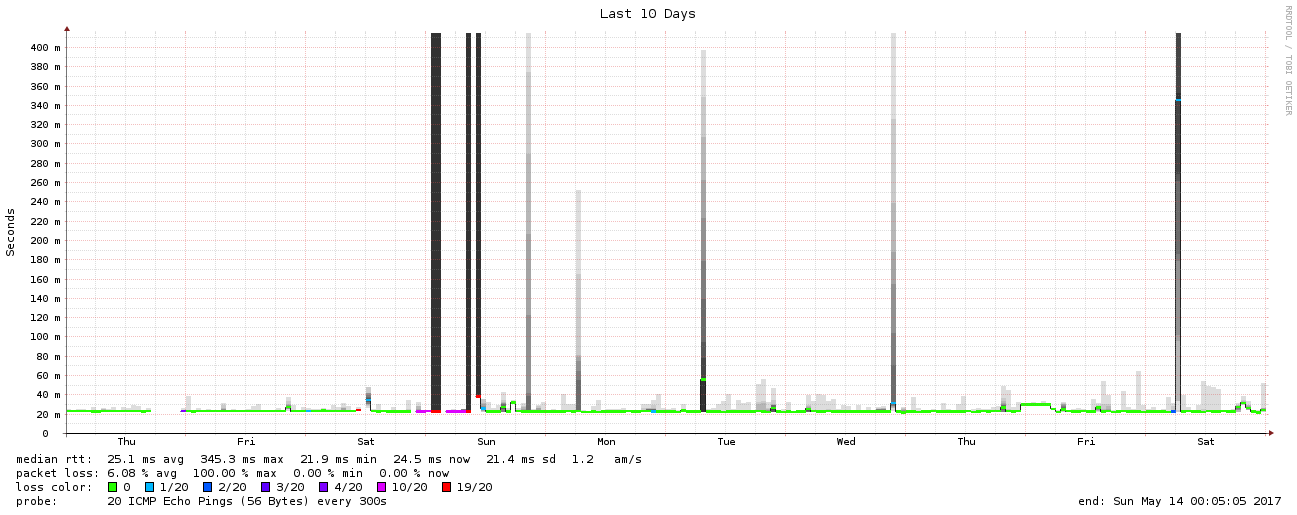 Last 10 Days
RRDTOOL / TOBI OETIKER
Seconds
400 m
380 m
360 m
340 m
320 m
300 m
280 m
260 m
240 m
220 m
200 m
180 m
160 m
140 m
120 m
100 m
80 m
60 m
40 m
20 m
0
Thu Fri Sat Sun Mon Tue Wed Thu Fri Sat
median rtt: 25.1 ms avg 345.3 ms max 21.9 ms min 24.5 ms now 21.4 ms sd 1.2 am/s
packet loss: 6.08 % avg 100.00 % max 0.00 % min 0.00 % now
loss color: 0 1/20 2/20 3/20 4/20 10/20 19/20
probe: 20 ICMP Echo Pings (56 Bytes) every 300s end: Sun May 14 00:05:05 2017